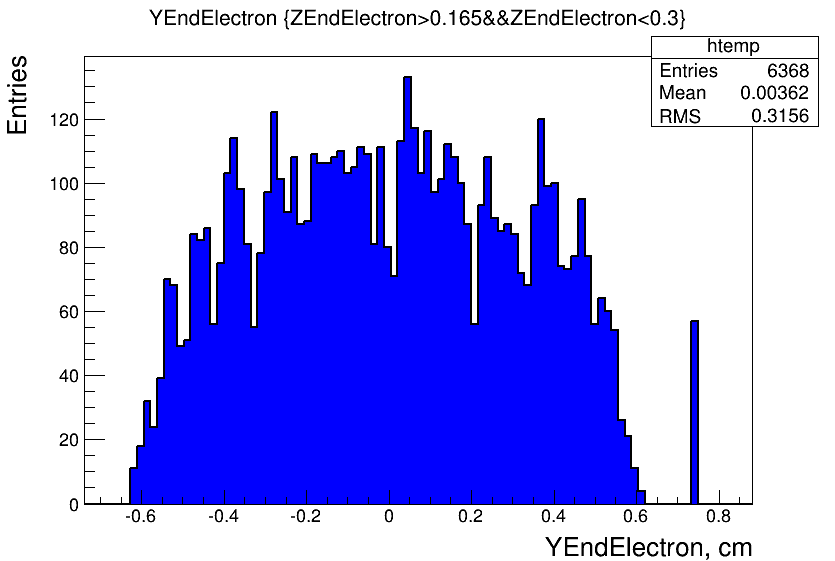 YEndElectron {ZEndElectron>0.165&&ZEndElectron<0.3}
htemp
Entries 6368
Mean 0.00362
RMS 0.3156
Entries
120
100
80
60
40
20
0
-0.6 -0.4 -0.2 0 0.2 0.4 0.6 0.8
YEndElectron, cm